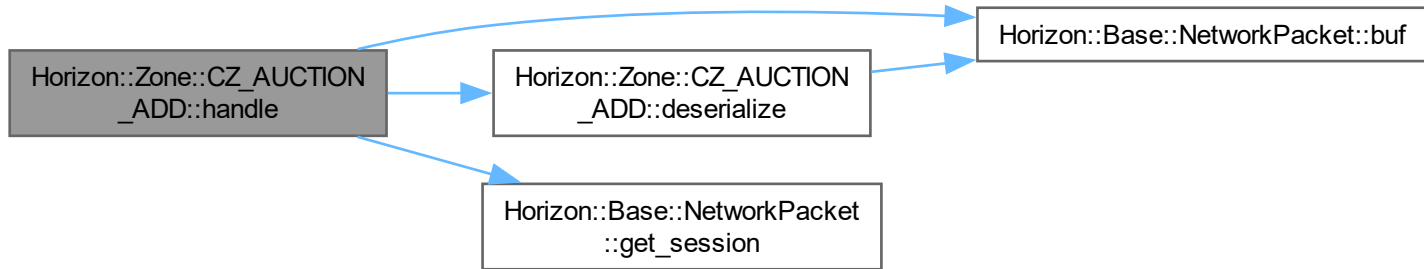 Horizon::Zone::CZ_AUCTION
_ADD::handle
Horizon::Base::NetworkPacket::buf
Horizon::Zone::CZ_AUCTION
_ADD::deserialize
Horizon::Base::NetworkPacket
::get_session